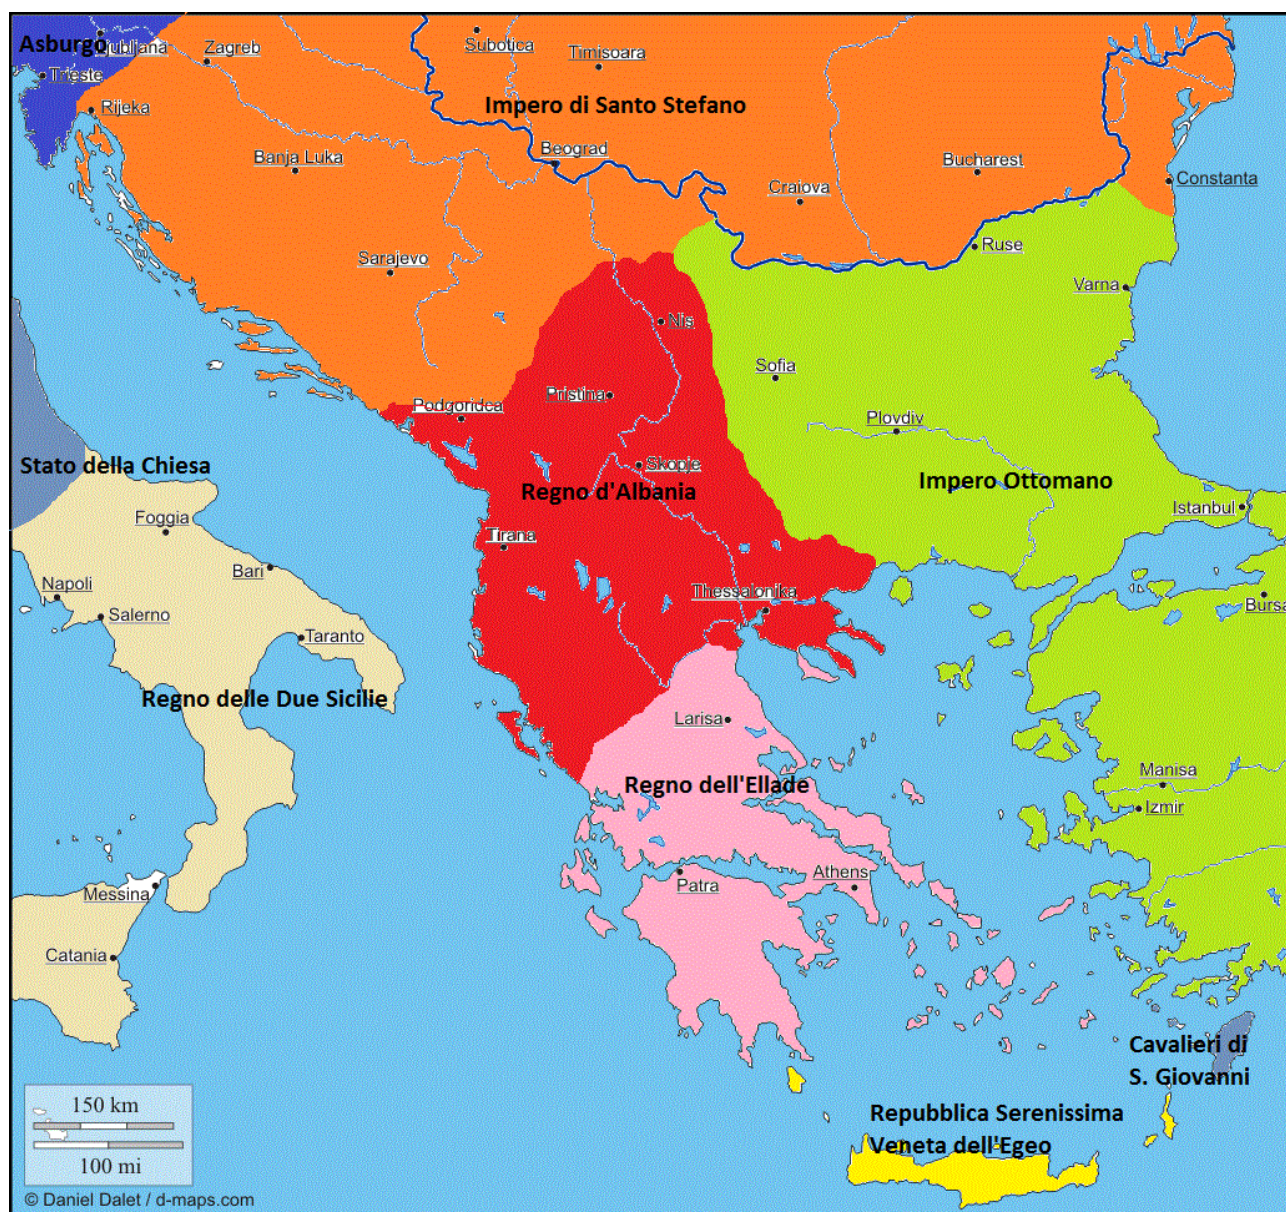 Asburgo
Ljubljana
Zagreb
Subotica
Timisoara
Trieste
Rijeka
Impero di Santo Stefano
Banja Luka
Beograd
Bucharest
Craiova
Constanta
Sarajevo
Ruse
Varna
Nis
Sofia
Pristina
Podgoridea
Plovdiv
Stato della Chiesa
Skopje
Regno d'Albania
Impero Ottomano
Foggia
Istanbul
Tirana
Bari
Napoli
Thessalonika
Bursa
Salerno
Taranto
Regno delle Due Sicilie
Larisa
Manisa
Regno dell'Ellade
Izmir
Messina
Patra
Athens
Catania
Cavalieri di
S. Giovanni
150 km
Repubblica Serenissima
Veneta dell'Egeo
100 mi
© Daniel Dalet / d-maps.com